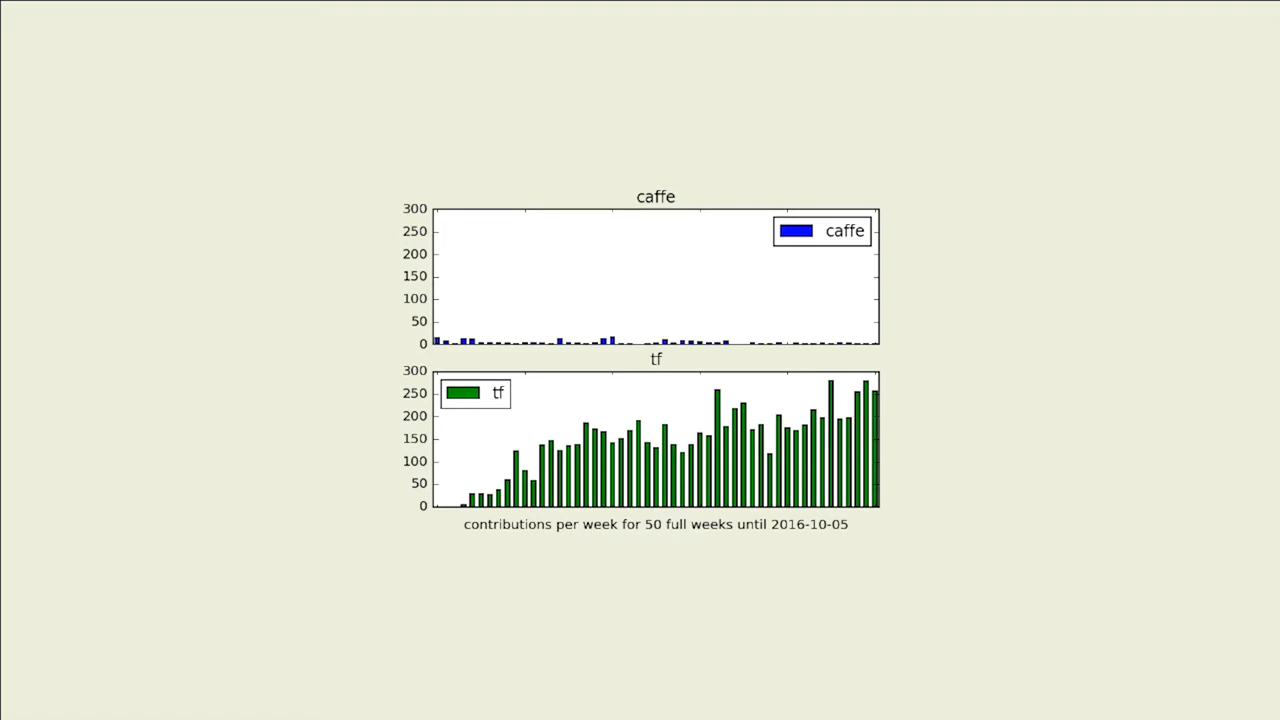 caffe
300
250
200
150
100
50
0
caffe
tf
300
250
200
150
100
50
0
tf
contributions per week for 50 full weeks until 2016-10-05